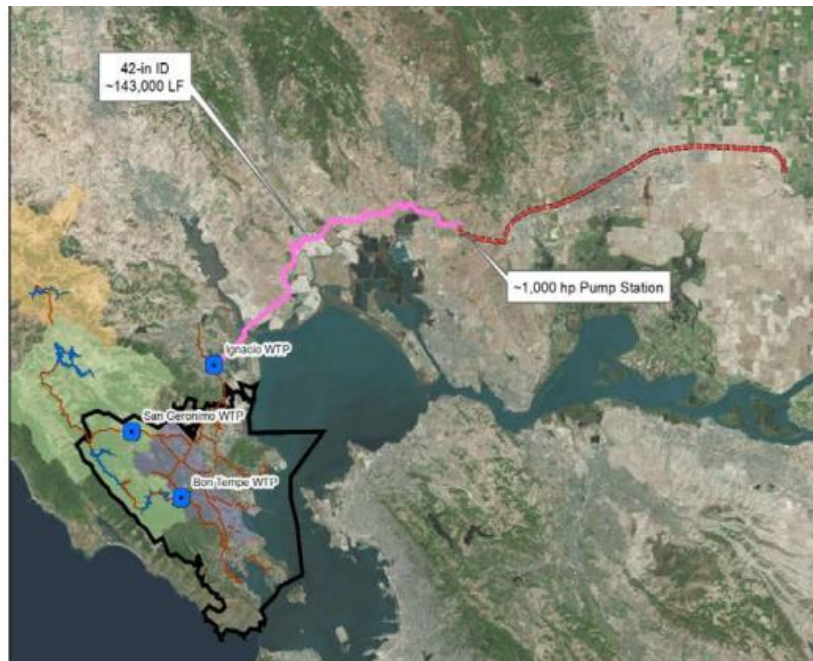 42-in ID
~143,000 LF
~1,000 hp Pump Station
Ignacio WTP
San Geronimo WTP
Bon Tempe WTP